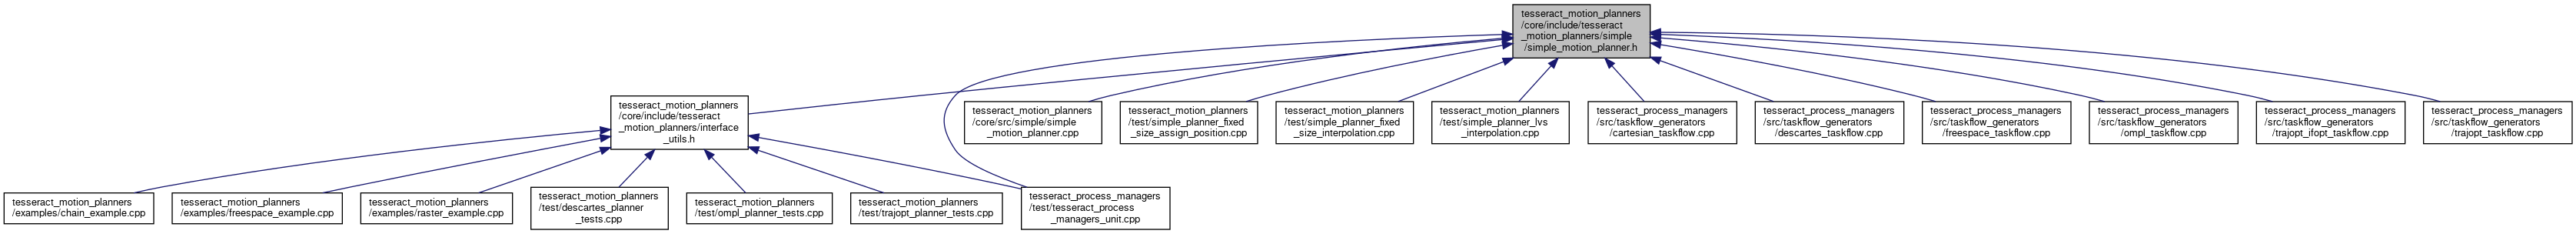 tesseract_motion_planners
/core/include/tesseract
_motion_planners/simple
/simple_motion_planner.h
tesseract_motion_planners
/core/include/tesseract
_motion_planners/interface
_utils.h
tesseract_motion_planners
/core/src/simple/simple
_motion_planner.cpp
tesseract_motion_planners
/test/simple_planner_fixed
_size_assign_position.cpp
tesseract_motion_planners
/test/simple_planner_fixed
_size_interpolation.cpp
tesseract_motion_planners
/test/simple_planner_lvs
_interpolation.cpp
tesseract_process_managers
/src/taskflow_generators
/cartesian_taskflow.cpp
tesseract_process_managers
/src/taskflow_generators
/descartes_taskflow.cpp
tesseract_process_managers
/src/taskflow_generators
/freespace_taskflow.cpp
tesseract_process_managers
/src/taskflow_generators
/ompl_taskflow.cpp
tesseract_process_managers
/src/taskflow_generators
/trajopt_ifopt_taskflow.cpp
tesseract_process_managers
/src/taskflow_generators
/trajopt_taskflow.cpp
tesseract_motion_planners
/examples/chain_example.cpp
tesseract_motion_planners
/examples/freespace_example.cpp
tesseract_motion_planners
/examples/raster_example.cpp
tesseract_motion_planners
/test/descartes_planner
_tests.cpp
tesseract_motion_planners
/test/ompl_planner_tests.cpp
tesseract_motion_planners
/test/trajopt_planner_tests.cpp
tesseract_process_managers
/test/tesseract_process
_managers_unit.cpp